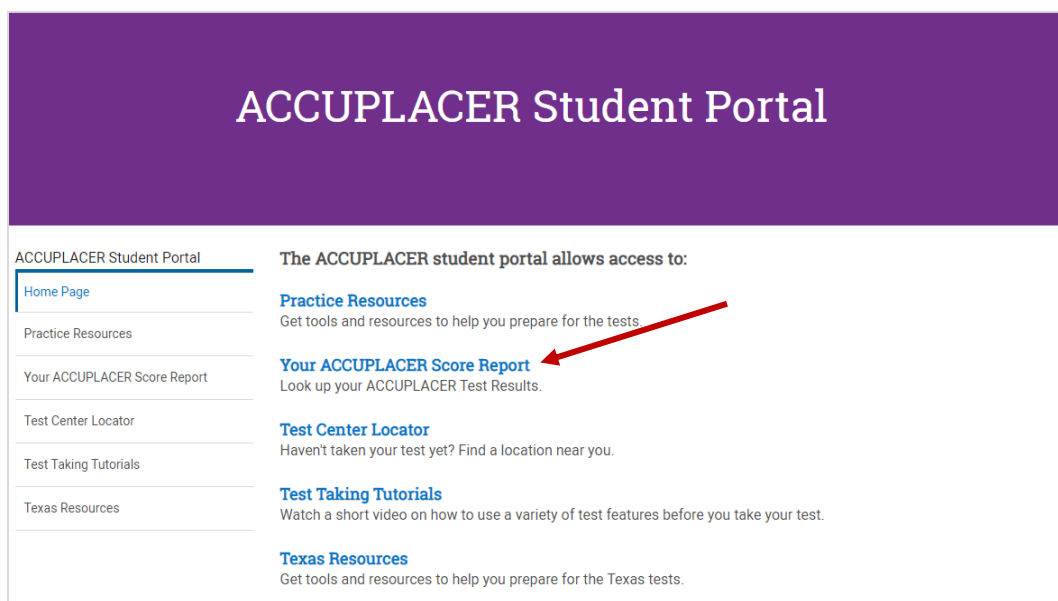 ACCUPLACER Student Portal
ACCUPLACER Student Portal
Home Page
Practice Resources
Your ACCUPLACER Score Report
Test Center Locator
Test Taking Tutorials
Texas Resources
The ACCUPLACER student portal allows access to:
Practice Resources
Get tools and resources to help you prepare for the tests.
Your ACCUPLACER Score Report
Look up your ACCUPLACER Test Results.
Test Center Locator
Haven't taken your test yet? Find a location near you.
Test Taking Tutorials
Watch a short video on how to use a variety of test features before you take your test.
Texas Resources
Get tools and resources to help you prepare for the Texas tests.